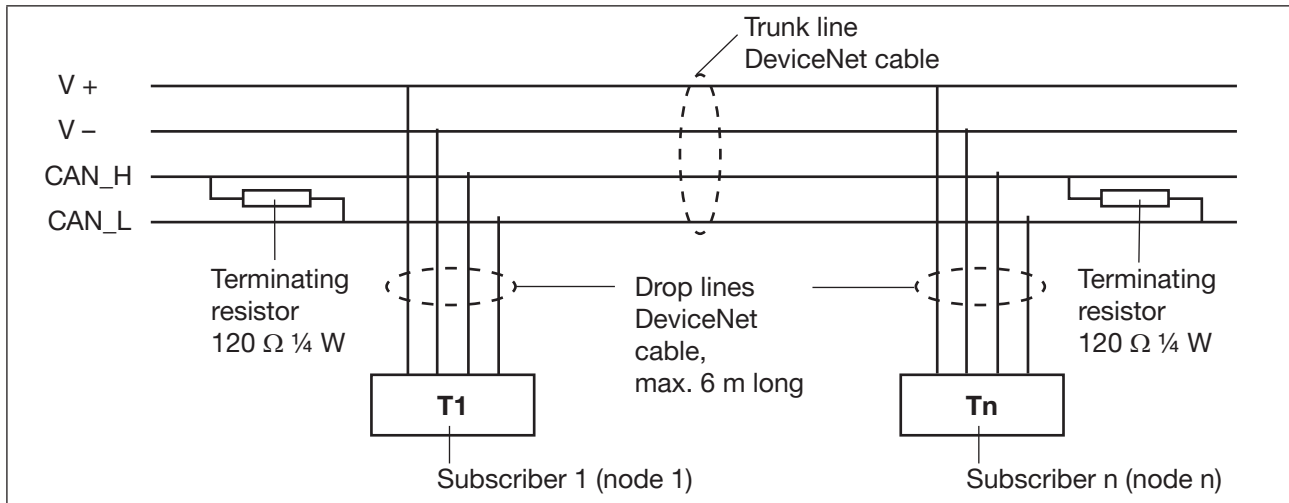 Trunk line
DeviceNet cable
V +
V –
CAN_H
CAN_L
Terminating
resistor
120 Ω ¼ W
Drop lines
DeviceNet
cable,
max. 6 m long
Terminating
resistor
120 Ω ¼ W
T1
Tn
Subscriber 1 (node 1)
Subscriber n (node n)